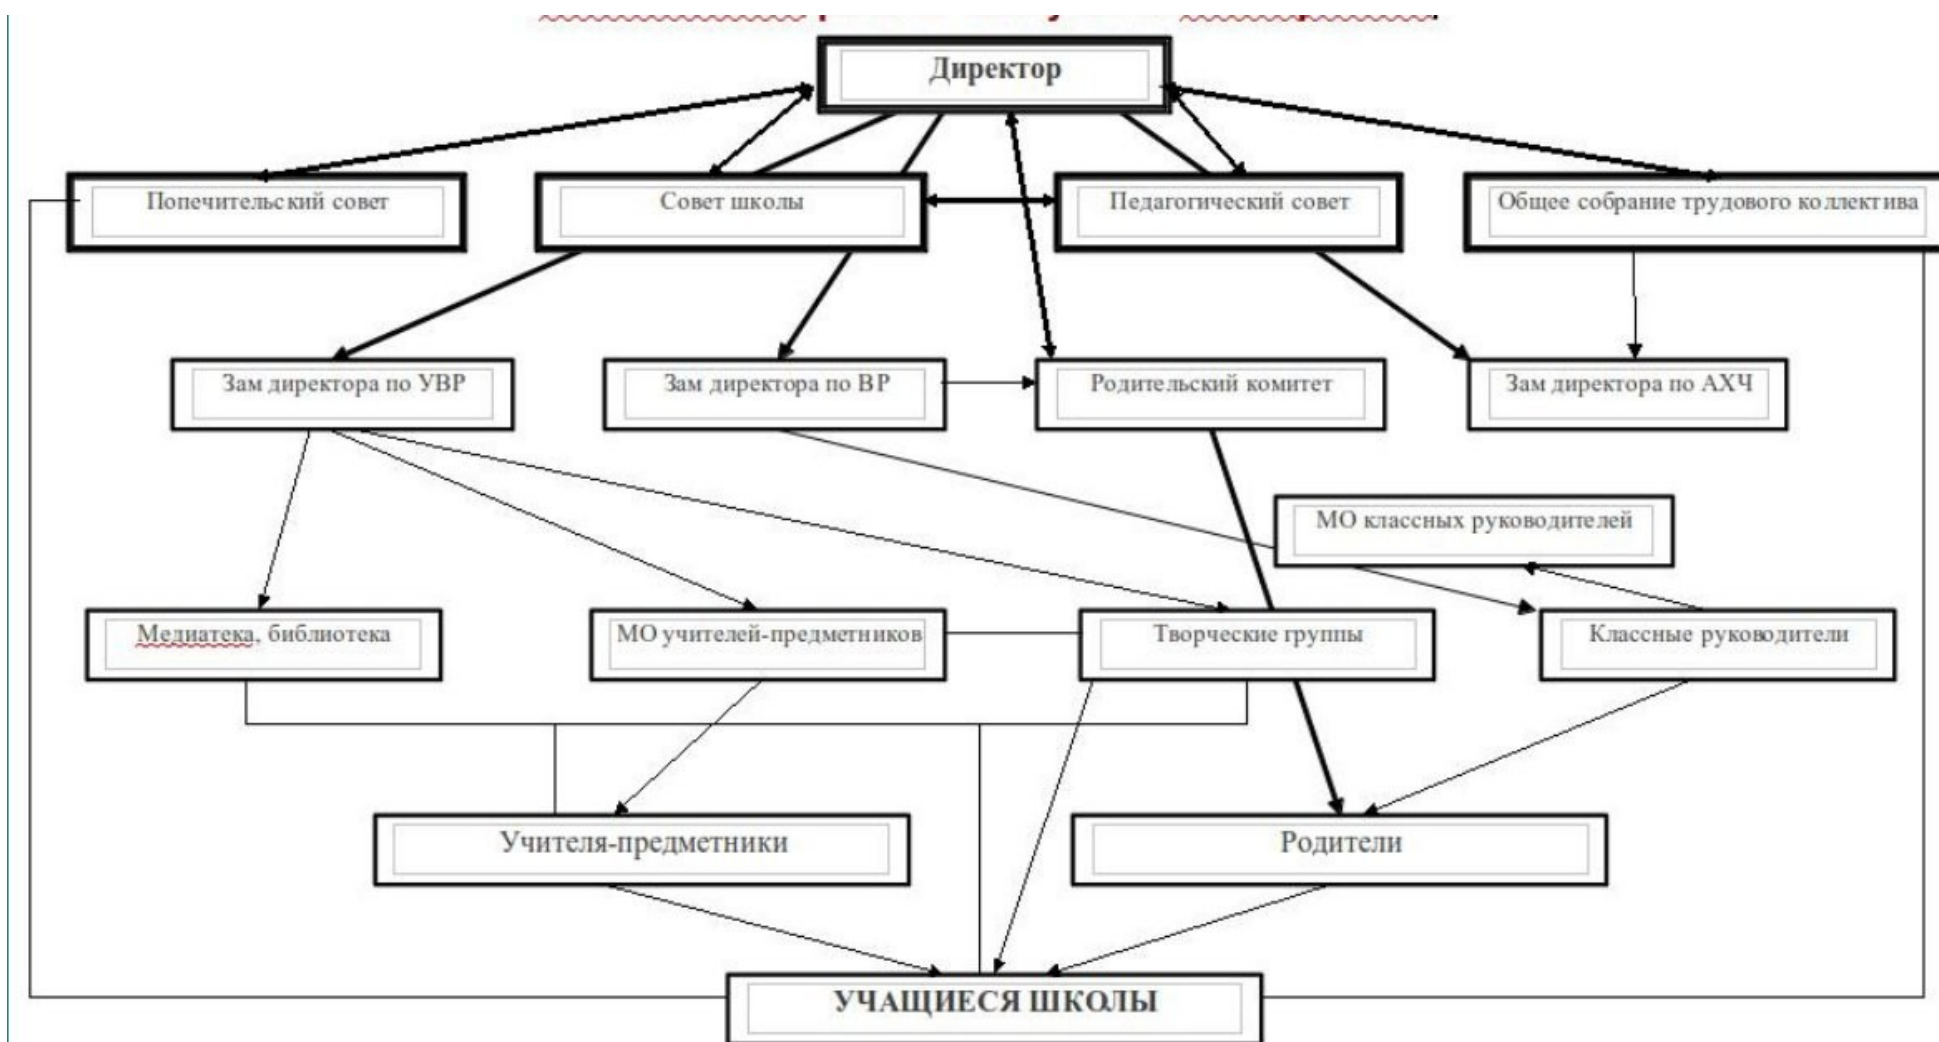 Директор
Попечительский совет
Совет школы
Педагогический совет
Общее собрание трудового коллектива
Зам директора по УВР
Зам директора по ВР
Родительский комитет
Зам директора по АХЧ
МО классных руководителей
Медиатека, библиотека
МО учителей-предметников
Творческие группы
Классные руководители
Учителя-предметники
Родители
УЧАЩИЕСЯ ШКОЛЫ